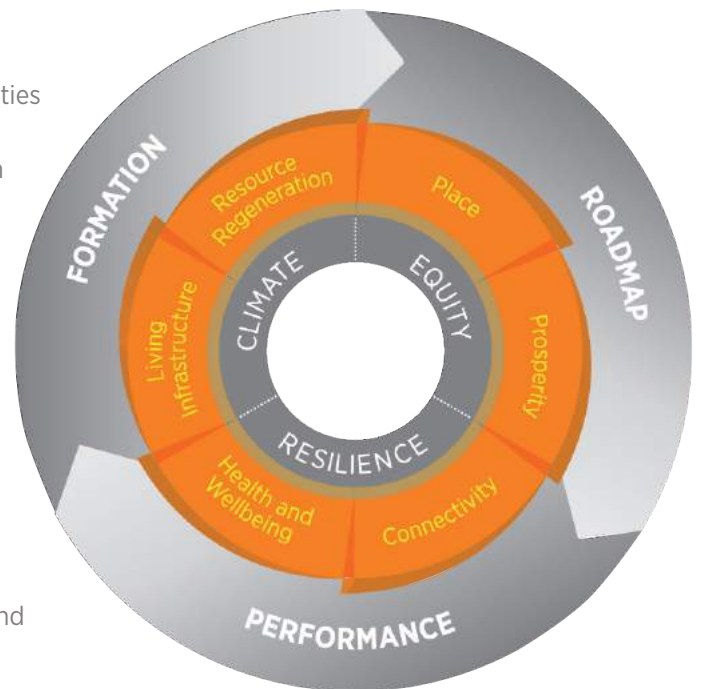 ties
nd
FORMATION
ROADMAP
PERFORMANCE
Resource
Regeneration
Place
Prosperity
Connectivity
Health and
Wellbeing
Living
Infrastructure
CLIMATE
EQUITY
RESILIENCE